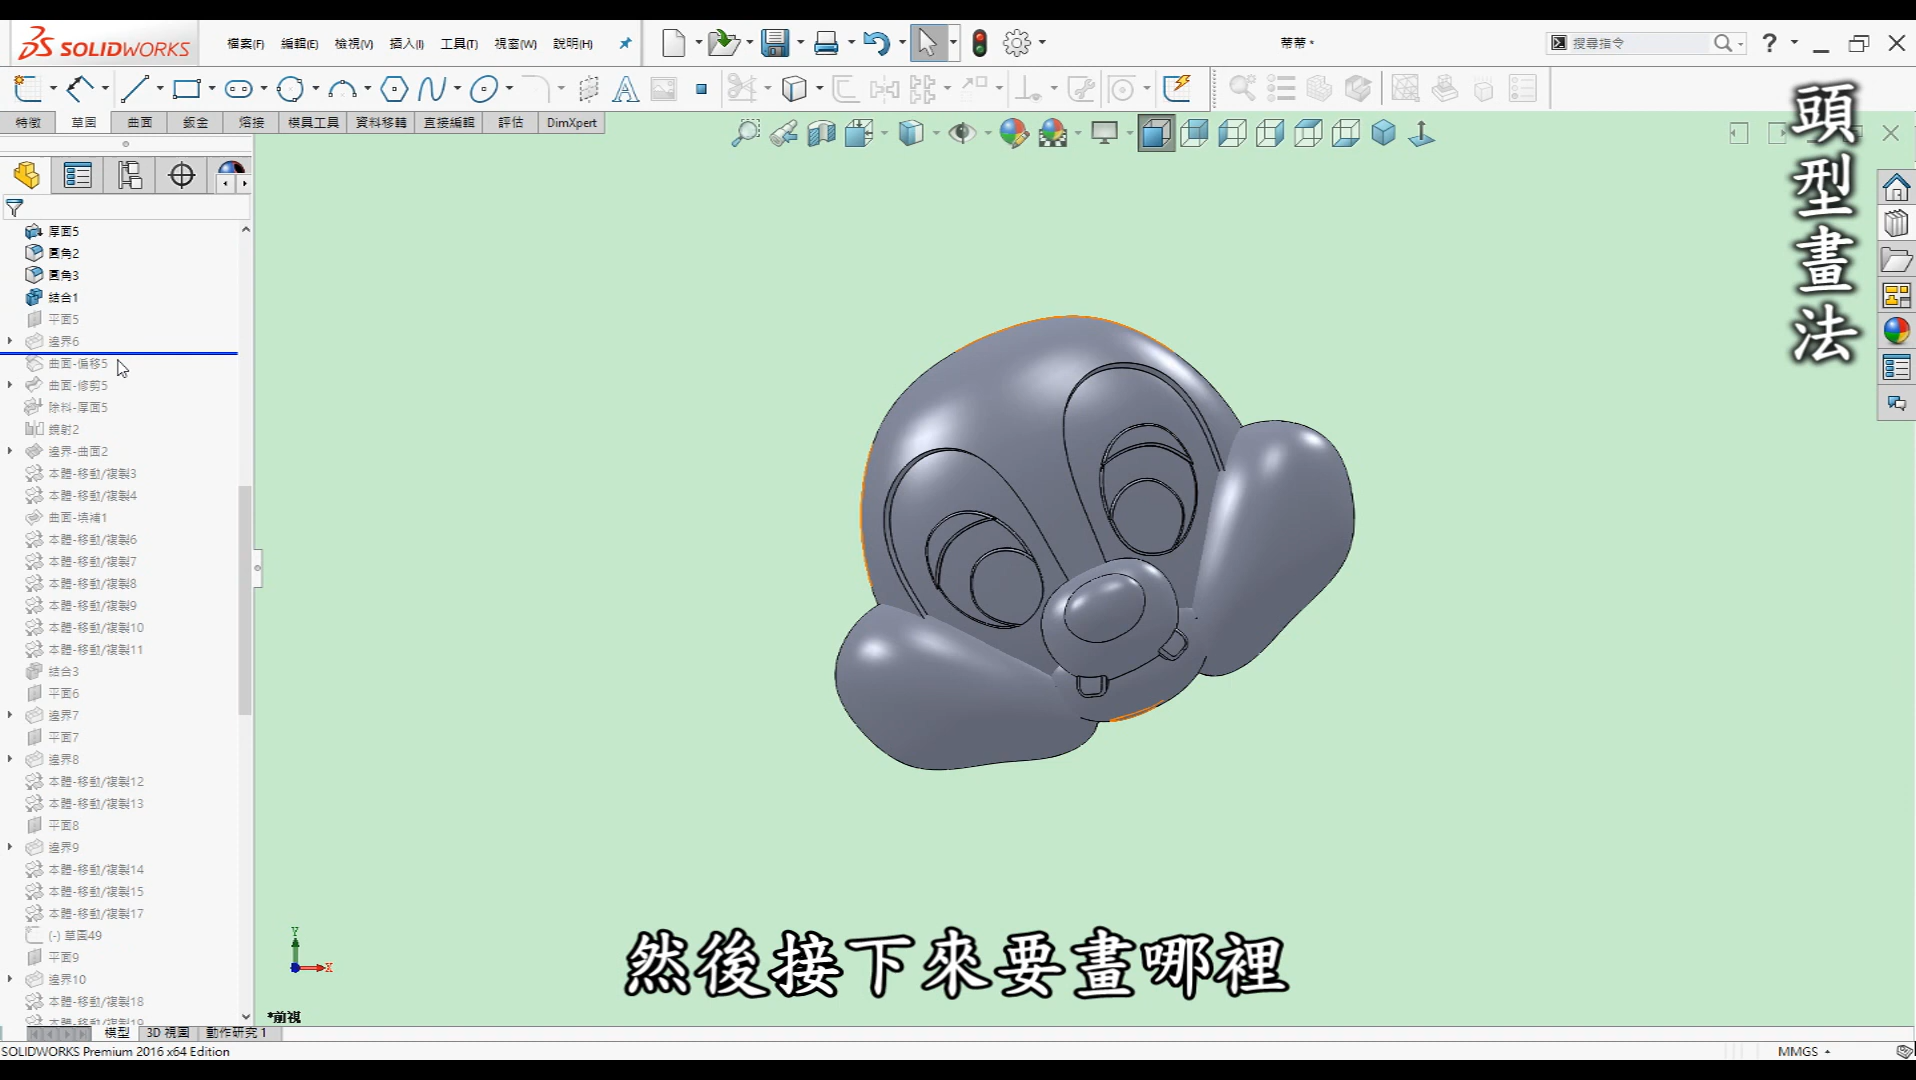 SOLIDWORKS
檔案(F) 編輯(E) 檢視(V) 插入(I) 工具(T) 視窗(W) 說明(H)
蒂蒂 *
搜尋指令
特徵 草圖 曲面 鈑金 熔接 模具工具 資料移轉 直接編輯 評估 DimXpert
頭型畫法
厚面5
圓角2
圓角3
結合1
平面5
邊界6
曲面-偏移5
曲面-修剪5
除料-厚面5
鏡射2
邊界-曲面2
本體-移動/複製3
本體-移動/複製4
曲面-填補1
本體-移動/複製6
本體-移動/複製7
本體-移動/複製8
本體-移動/複製9
本體-移動/複製10
本體-移動/複製11
結合3
平面6
邊界7
平面7
邊界8
本體-移動/複製12
本體-移動/複製13
平面8
邊界9
本體-移動/複製14
本體-移動/複製15
本體-移動/複製17
(-) 草圖49
平面9
邊界10
本體-移動/複製18
本體-移動/複製19
Y
X
然後接下來要畫哪裡
*前視
模型 3D 視圖 動作研究 1
SOLIDWORKS Premium 2016 x64 Edition
MMGS